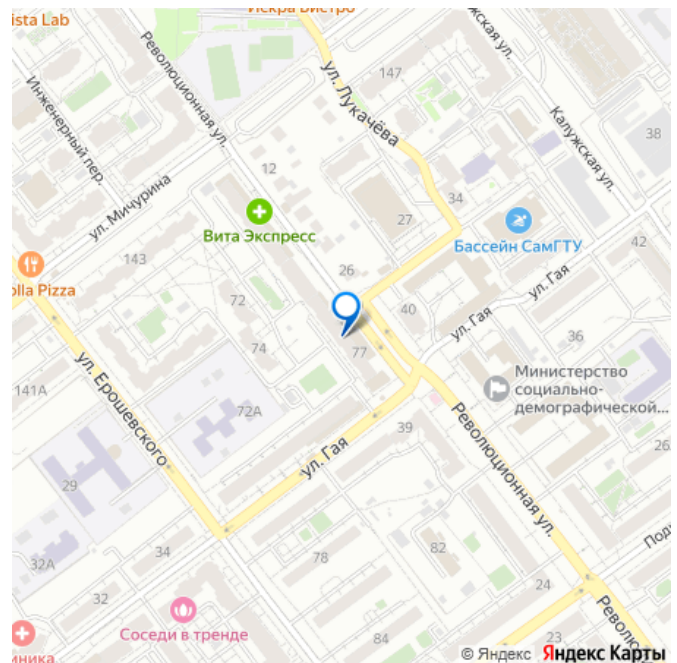 ista Lab
Искра Бистро
Революционная ул.
147
Инженерный пер.
ул. Лукачёва
Калужская ул.
38
12
34
ул. Мичурина
27
Вита Экспресс
Бассейн СамГТУ
42
143
26
olla Pizza
72
40
ул. Гая
ул. Гая
77
36
74
Министерство
социально-
демографической...
141А
ул. Ерошевского
72А
39
Революционная ул.
26
29
ул. Гая
32А
34
78
82
24
32
Соседи в тренде
84
23
© Яндекс Яндекс Карты